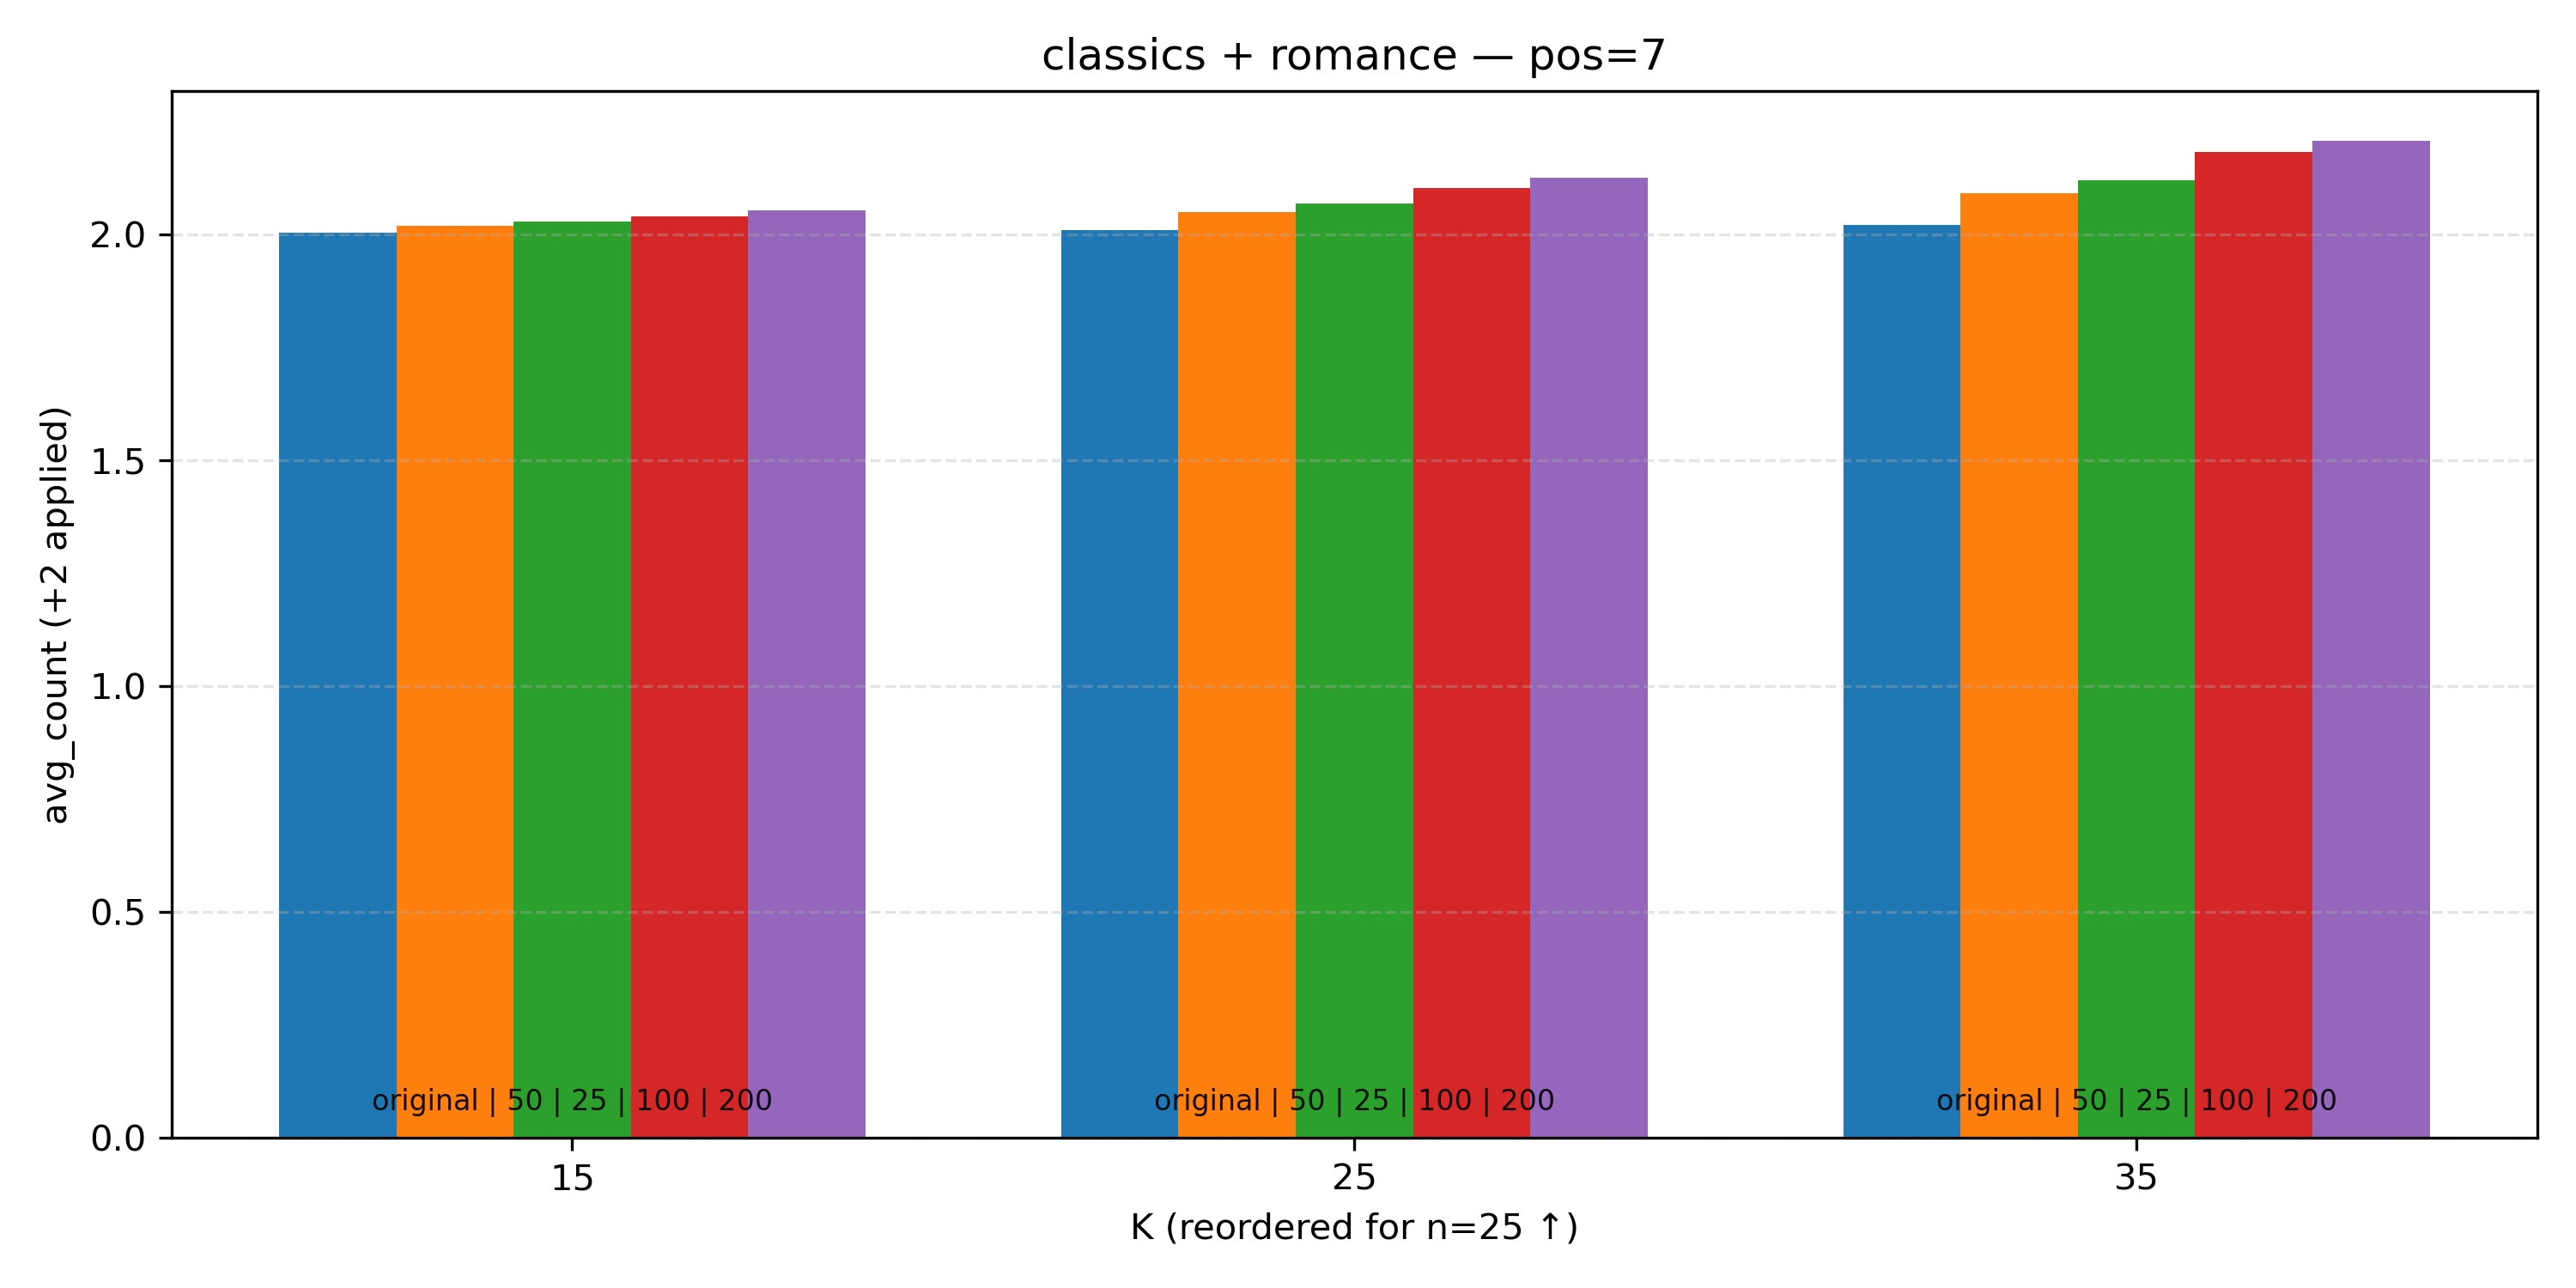 classics + romance — pos=7
avg_count (+2 applied)
2.0
1.5
1.0
0.5
0.0
original | 50 | 25 | 100 | 200
original | 50 | 25 | 100 | 200
original | 50 | 25 | 100 | 200
15
25
35
K (reordered for n=25 ↑)